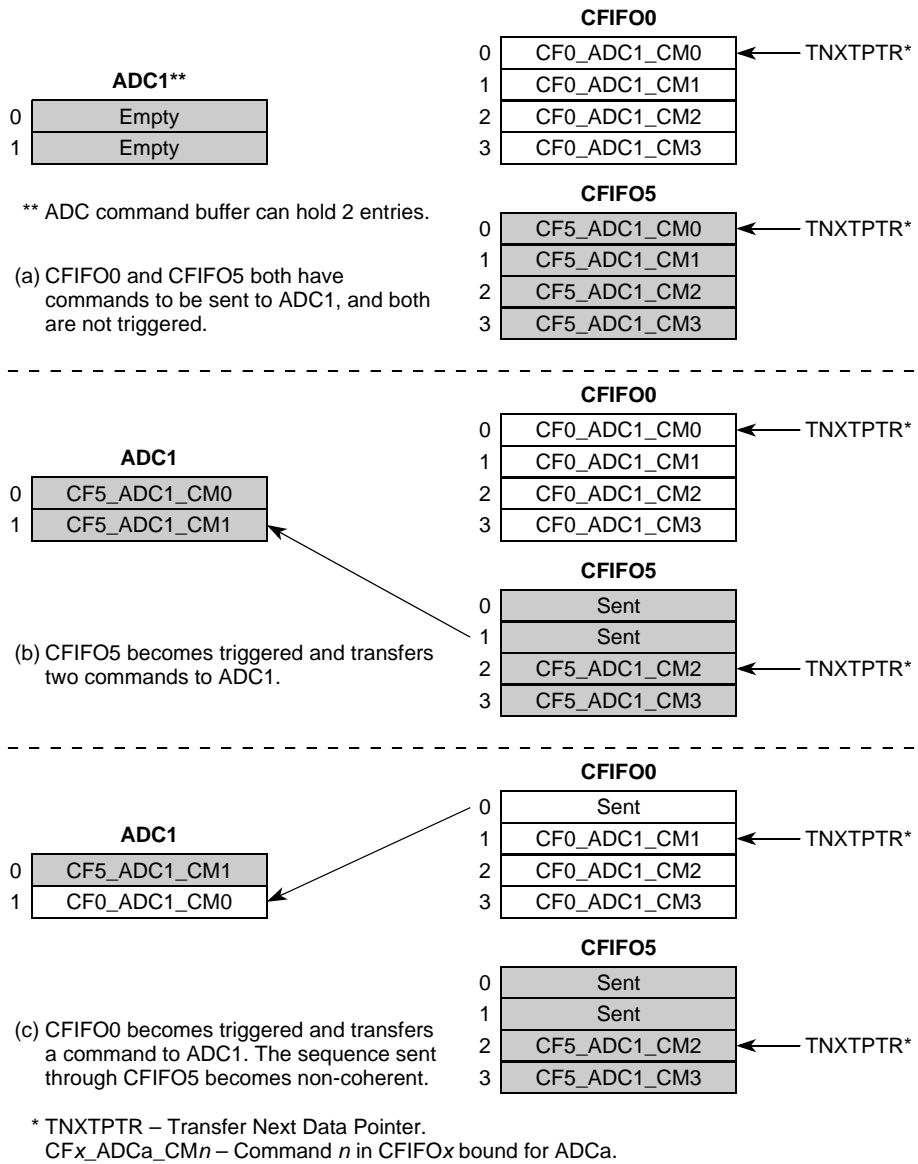 CFIFO0
0 CF0_ADC1_CM0 TNXTPTR*
1 CF0_ADC1_CM1
2 CF0_ADC1_CM2
3 CF0_ADC1_CM3
ADC1**
0 Empty
1 Empty
** ADC command buffer can hold 2 entries.
CFIFO5
0 CF5_ADC1_CM0 TNXTPTR*
1 CF5_ADC1_CM1
2 CF5_ADC1_CM2
3 CF5_ADC1_CM3
(a) CFIFO0 and CFIFO5 both have
commands to be sent to ADC1, and both
are not triggered.
CFIFO0
0 CF0_ADC1_CM0 TNXTPTR*
1 CF0_ADC1_CM1
2 CF0_ADC1_CM2
3 CF0_ADC1_CM3
ADC1
0 CF5_ADC1_CM0
1 CF5_ADC1_CM1
CFIFO5
0 Sent
1 Sent
2 CF5_ADC1_CM2 TNXTPTR*
3 CF5_ADC1_CM3
(b) CFIFO5 becomes triggered and transfers
two commands to ADC1.
CFIFO0
0 Sent
1 CF0_ADC1_CM1 TNXTPTR*
2 CF0_ADC1_CM2
3 CF0_ADC1_CM3
ADC1
0 CF5_ADC1_CM1
1 CF0_ADC1_CM0
CFIFO5
0 Sent
1 Sent
2 CF5_ADC1_CM2 TNXTPTR*
3 CF5_ADC1_CM3
(c) CFIFO0 becomes triggered and transfers
a command to ADC1. The sequence sent
through CFIFO5 becomes non-coherent.
* TNXTPTR – Transfer Next Data Pointer.
CFx_ADCa_CMn – Command n in CFIFOx bound for ADCa.